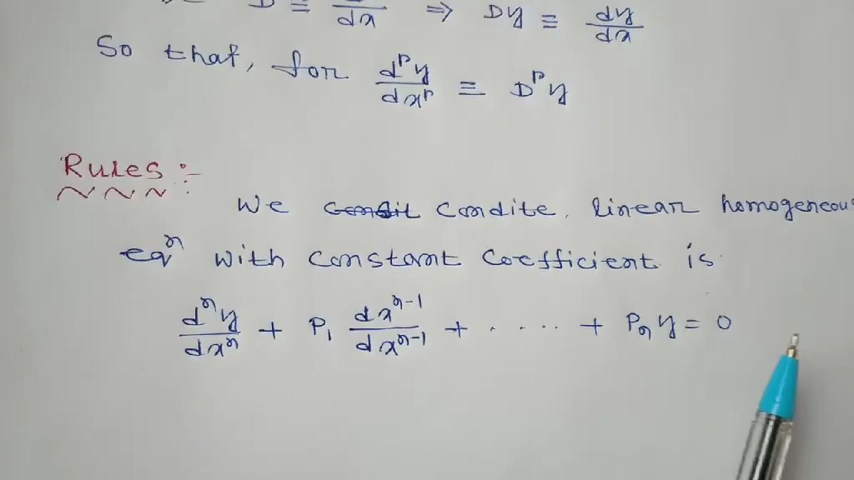 D ≡ d/dx ⇒ Dy ≡ dy/dx
So that, for d^p y/dx^p ≡ D^p y
Rules :-
We condite. linear homogeneous
eq^n with constant coefficient is
d^n y/dx^n + P₁ dx^(n-1)/dx^(n-1) + ..... + P_n y = 0